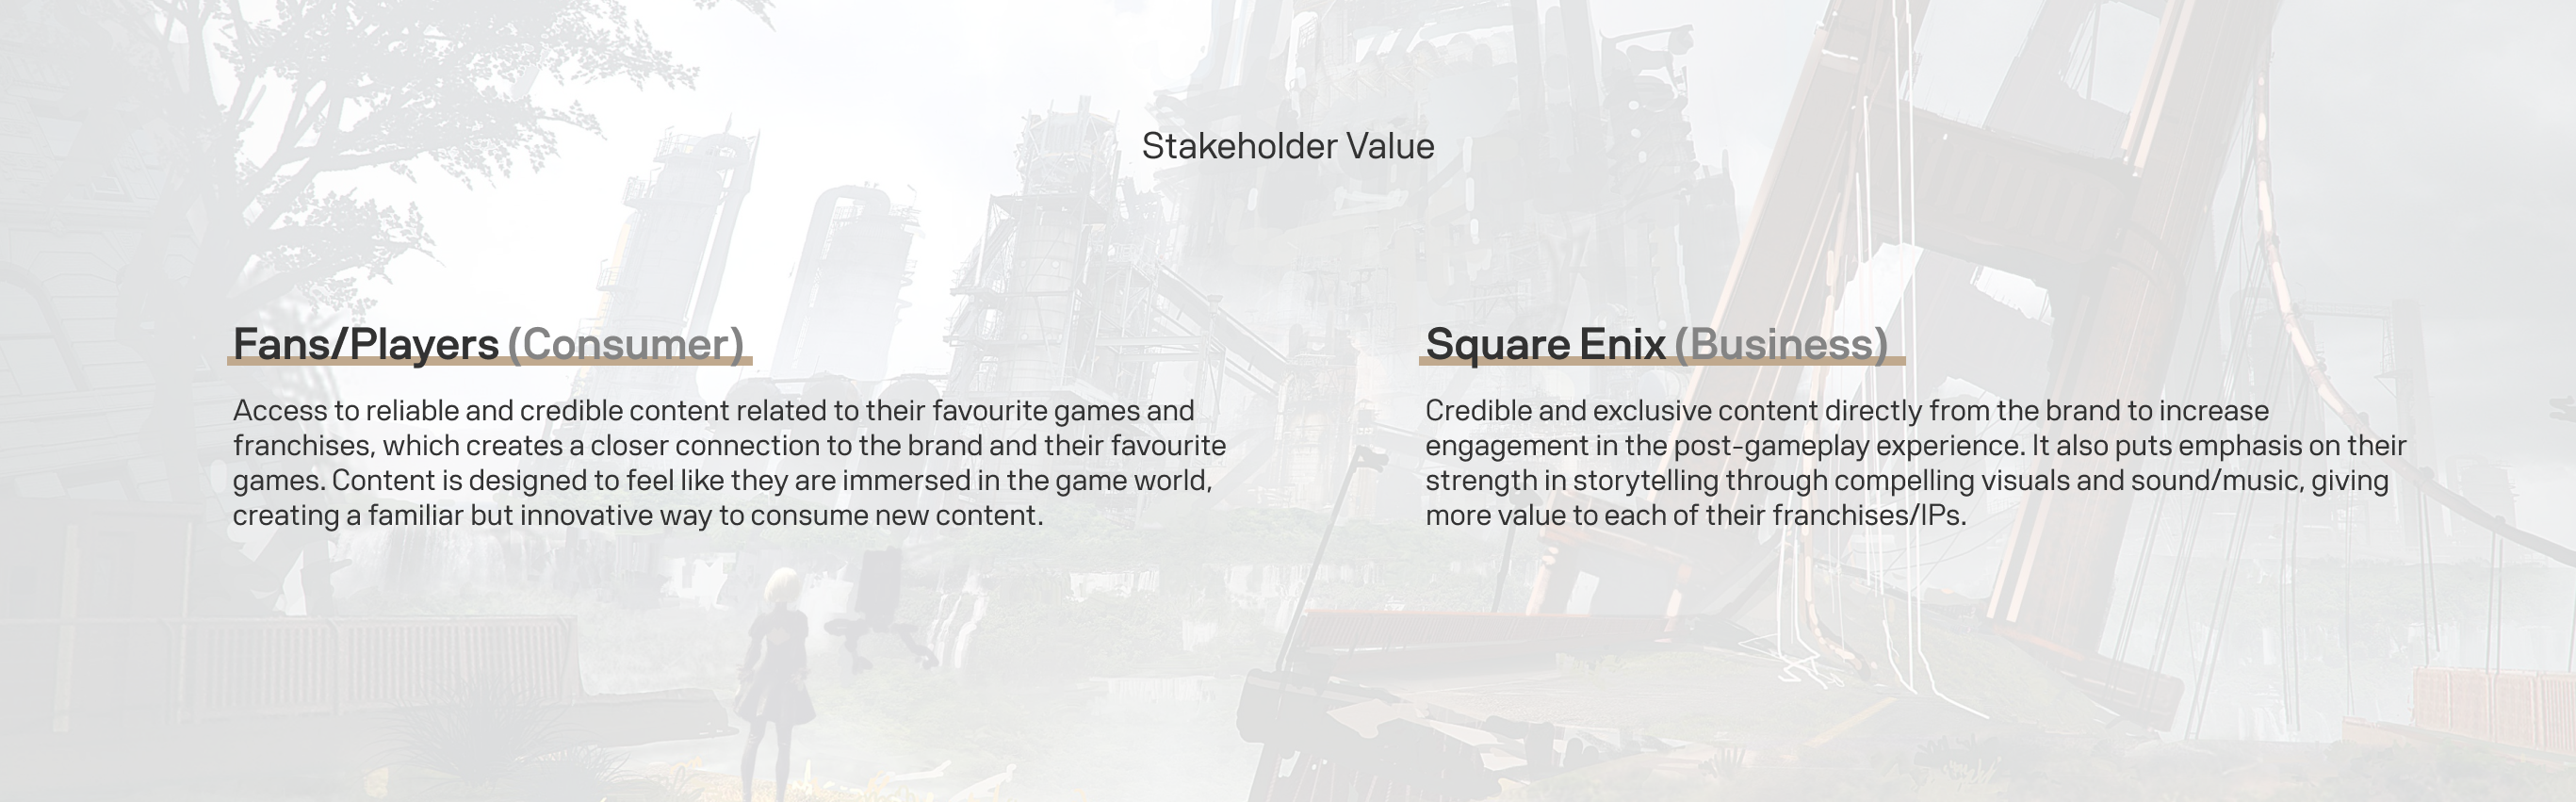 Stakeholder Value
Fans/Players (Consumer)
Access to reliable and credible content related to their favourite games and
franchises, which creates a closer connection to the brand and their favourite
games. Content is designed to feel like they are immersed in the game world,
creating a familiar but innovative way to consume new content.
Square Enix (Business)
Credible and exclusive content directly from the brand to increase
engagement in the post-gameplay experience. It also puts emphasis on their
strength in storytelling through compelling visuals and sound/music, giving
more value to each of their franchises/IPs.